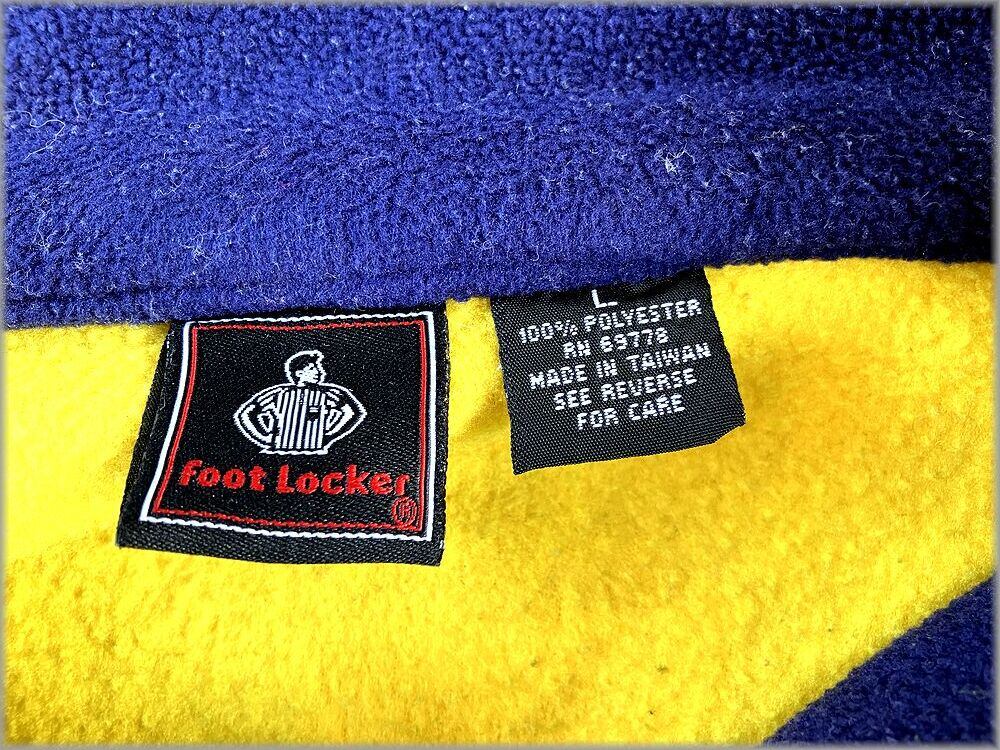 Foot Locker
®
L
100% POLYESTER
RN 69778
MADE IN TAIWAN
SEE REVERSE
FOR CARE